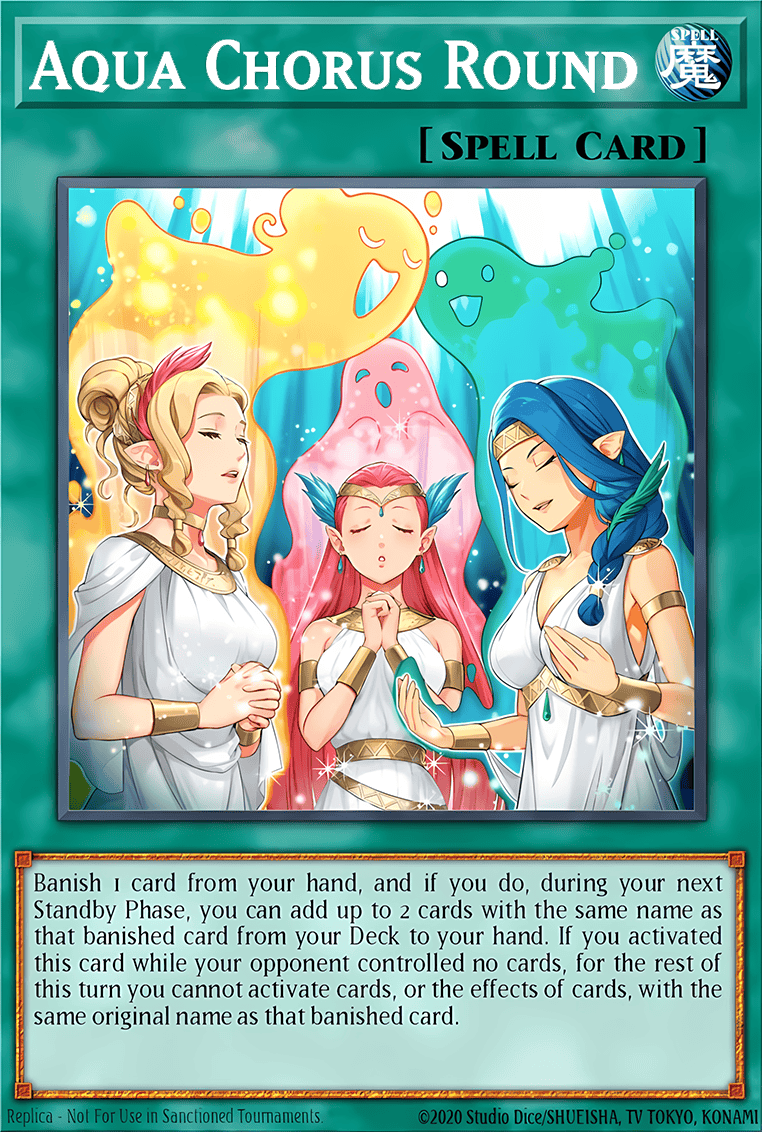 Aqua Chorus Round
SPELL
魔
[Spell Card]
Banish 1 card from your hand, and if you do, during your next
Standby Phase, you can add up to 2 cards with the same name as
that banished card from your Deck to your hand. If you activated
this card while your opponent controlled no cards, for the rest of
this turn you cannot activate cards, or the effects of cards, with the
same original name as that banished card.
Replica - Not For Use in Sanctioned Tournaments.
©2020 Studio Dice/SHUEISHA, TV TOKYO, KONAMI